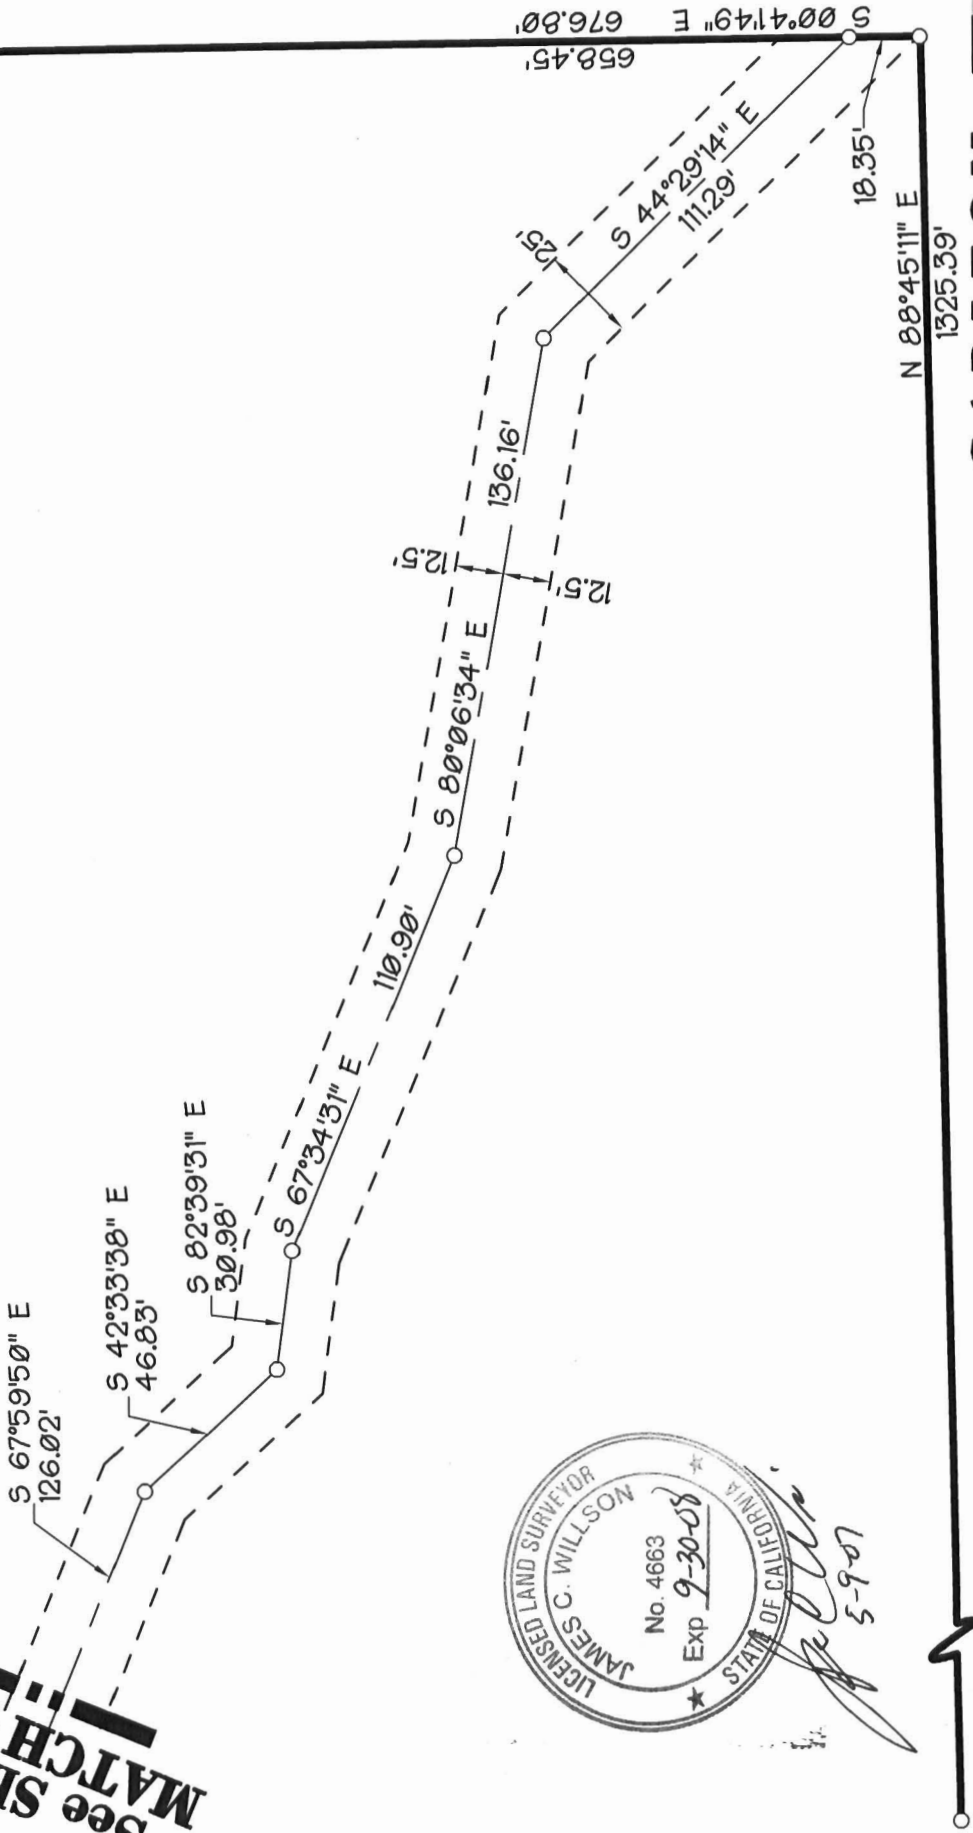 See
MATCH
S 67°59'50" E
126.02'
S 42°33'38" E
46.83'
S 82°39'31" E
30.98'
S 67°34'31" E
110.90'
S 80°06'34" E
136.16'
12.5'
12.5'
25'
S 44°29'14" E
111.29'
S 00°41'49" E
676.80'
658.45'
18.35'
N 88°45'11" E
1325.39'
LICENSED LAND SURVEYOR
JAMES C. WILLSON
No. 4663
Exp 9-30-08
STATE OF CALIFORNIA
5-9-07